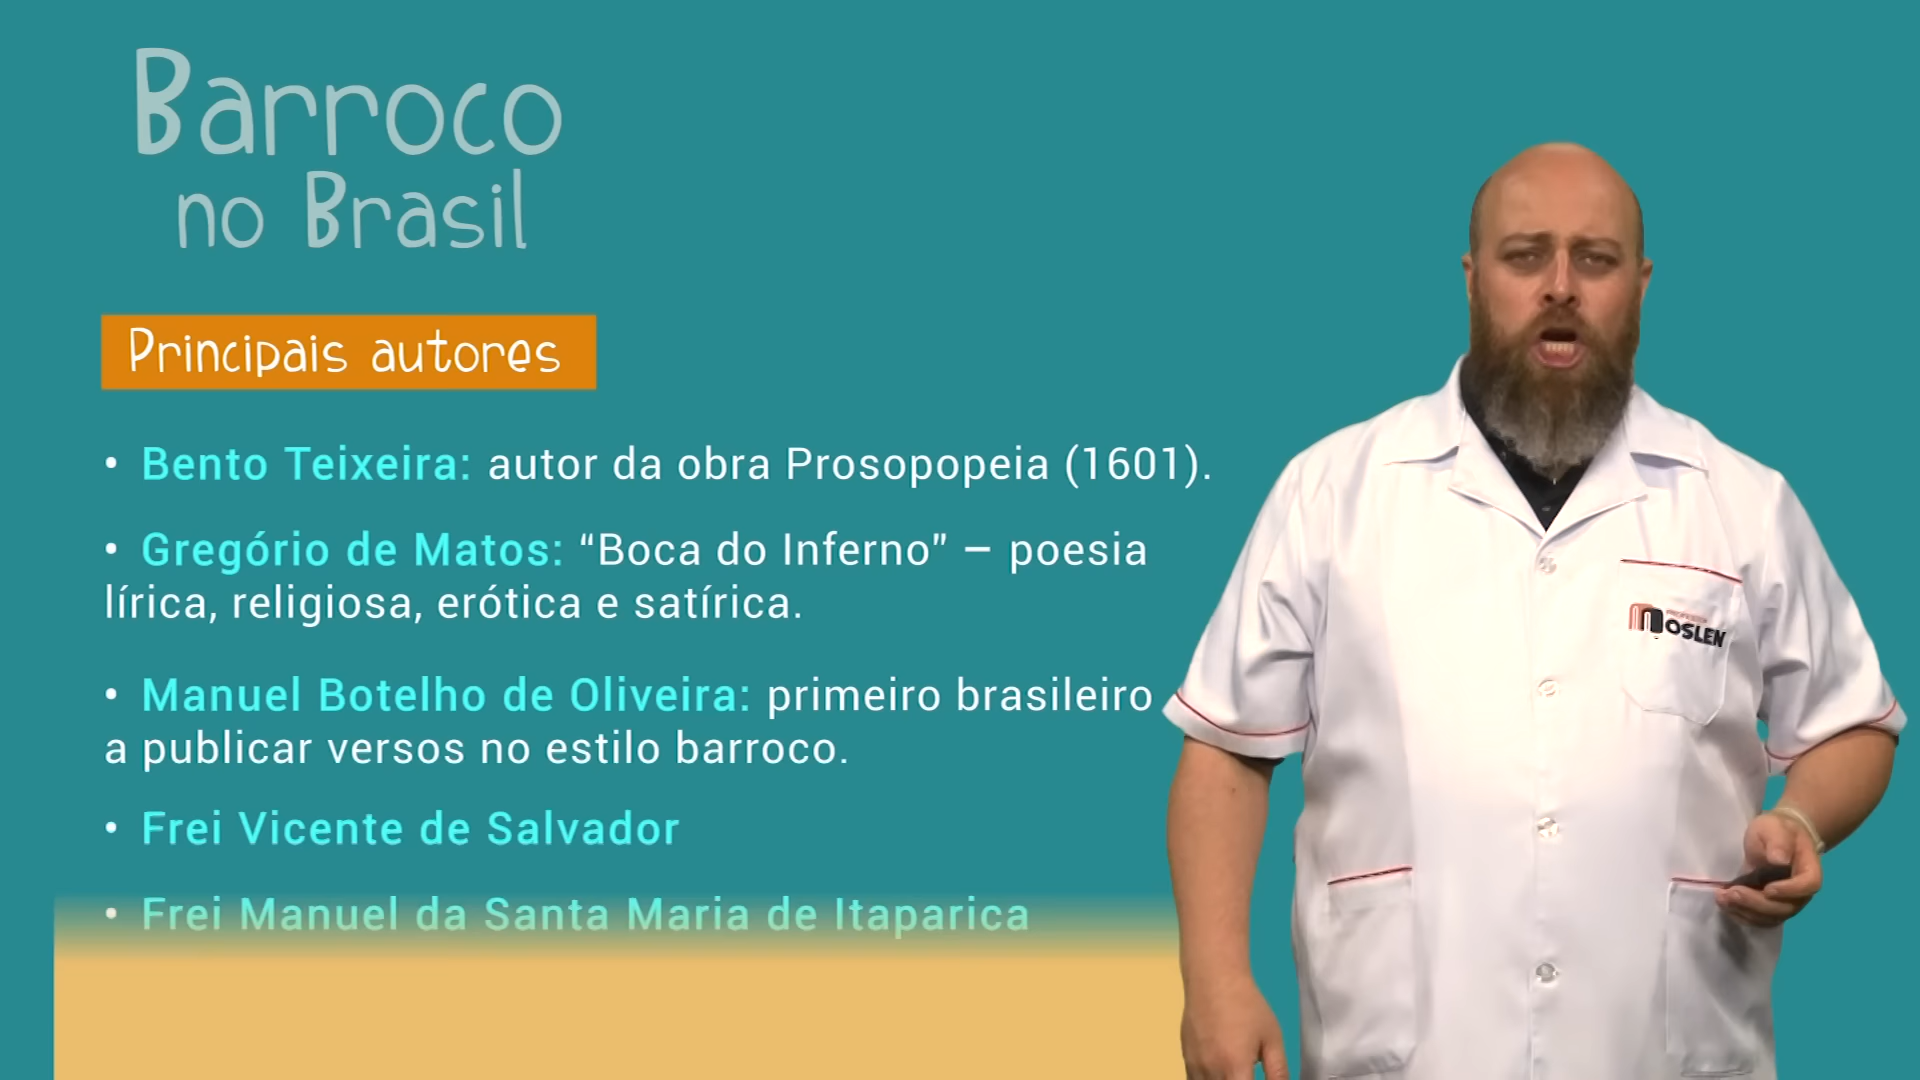 Barroco
no Brasil
Principais autores
• Bento Teixeira: autor da obra Prosopopeia (1601).
• Gregório de Matos: “Boca do Inferno” – poesia
lírica, religiosa, erótica e satírica.
• Manuel Botelho de Oliveira: primeiro brasileiro
a publicar versos no estilo barroco.
• Frei Vicente de Salvador
• Frei Manuel da Santa Maria de Itaparica
PROFESSOR
NOSLEN